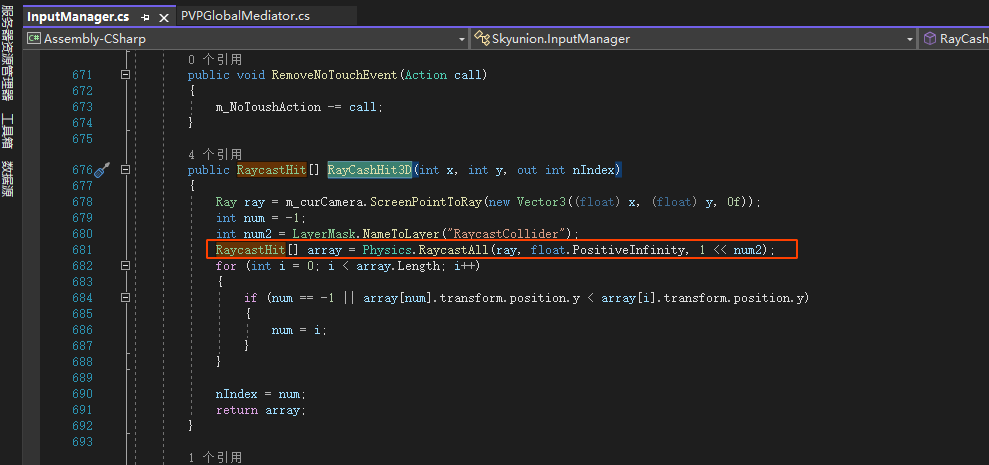 服务器资源管理器
工具箱
数据源
InputManager.cs
PVPGlobalMediator.cs
C# Assembly-CSharp
Skyunion.InputManager
RayCash
0 个引用
671 public void RemoveNoTouchEvent(Action call)
672 {
673 m_NoToushAction -= call;
674 }
675
4 个引用
676 public RaycastHit[] RayCashHit3D(int x, int y, out int nIndex)
677 {
678 Ray ray = m_curCamera.ScreenPointToRay(new Vector3((float) x, (float) y, 0f));
679 int num = -1;
680 int num2 = LayerMask.NameToLayer("RaycastCollider");
681 RaycastHit[] array = Physics.RaycastAll(ray, float.PositiveInfinity, 1 << num2);
682 for (int i = 0; i < array.Length; i++)
683 {
684 if (num == -1 || array[num].transform.position.y < array[i].transform.position.y)
685 {
686 num = i;
687 }
688 }
689
690 nIndex = num;
691 return array;
692 }
693
1 个引用